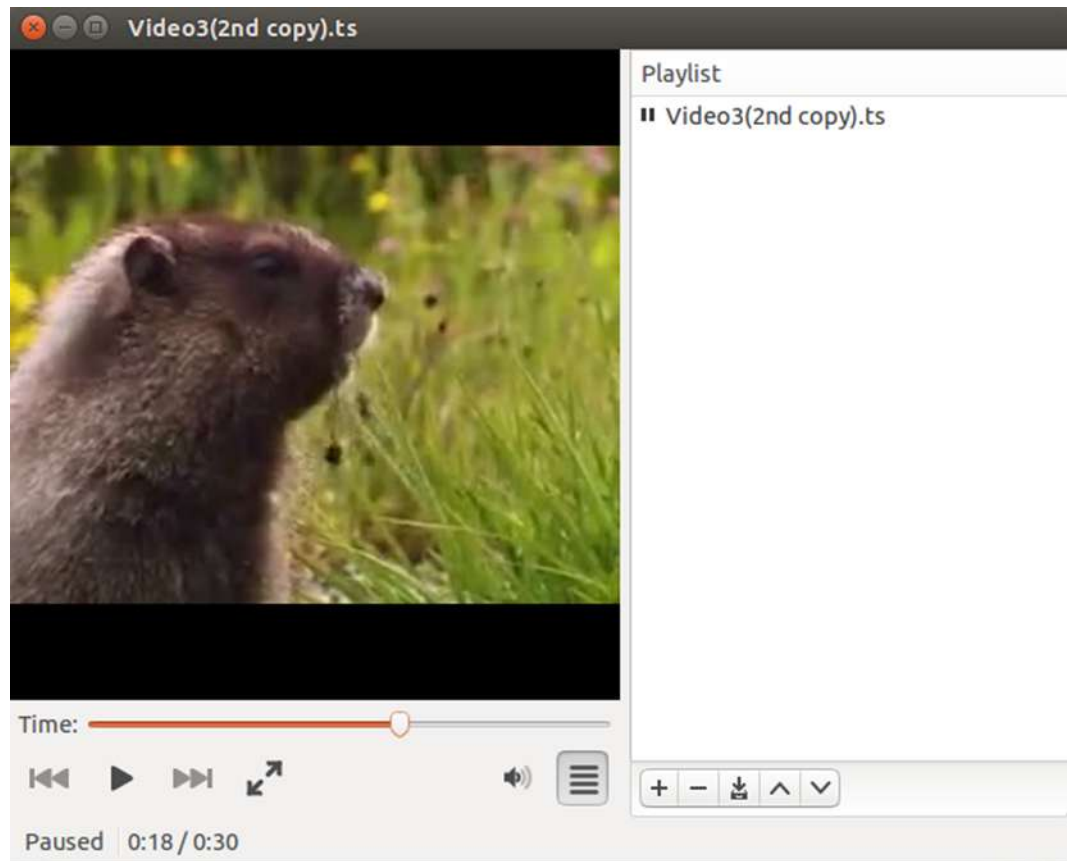 Video3(2nd copy).ts
Playlist
Video3(2nd copy).ts
Time:
Paused 0:18 / 0:30